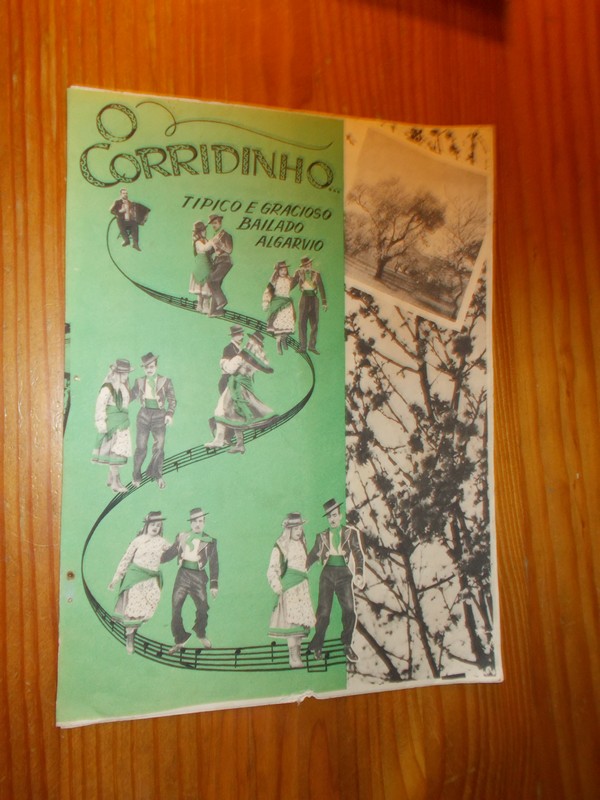 O
CORRIDINHO...
TIPICO E GRACIOSO
BAILADO
ALGARVIO